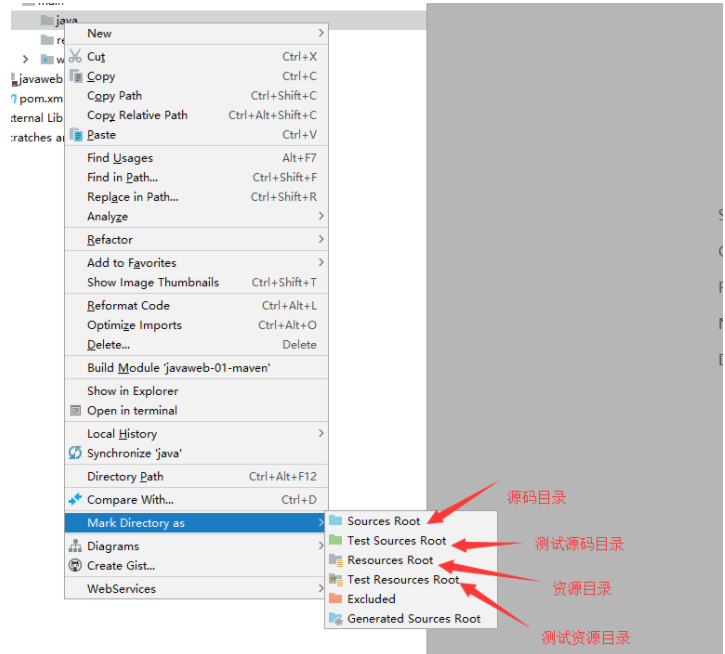 main
java
New
re
Cut Ctrl+X
w
Copy Ctrl+C
javaweb
Copy Path Ctrl+Shift+C
pom.xm
Copy Relative Path Ctrl+Alt+Shift+C
ternal Lib
Paste Ctrl+V
ratches a
Find Usages Alt+F7
Find in Path... Ctrl+Shift+F
Replace in Path... Ctrl+Shift+R
Analyze
Refactor
Add to Favorites
Show Image Thumbnails Ctrl+Shift+T
Reformat Code Ctrl+Alt+L
Optimize Imports Ctrl+Alt+O
Delete... Delete
Build Module 'javaweb-01-maven'
Show in Explorer
Open in terminal
Local History
Synchronize 'java'
Directory Path Ctrl+Alt+F12
Compare With... Ctrl+D
源码目录
Mark Directory as
Sources Root
Test Sources Root
测试源码目录
Diagrams
Resources Root
Create Gist...
Test Resources Root
资源目录
WebServices
Excluded
Generated Sources Root
测试资源目录